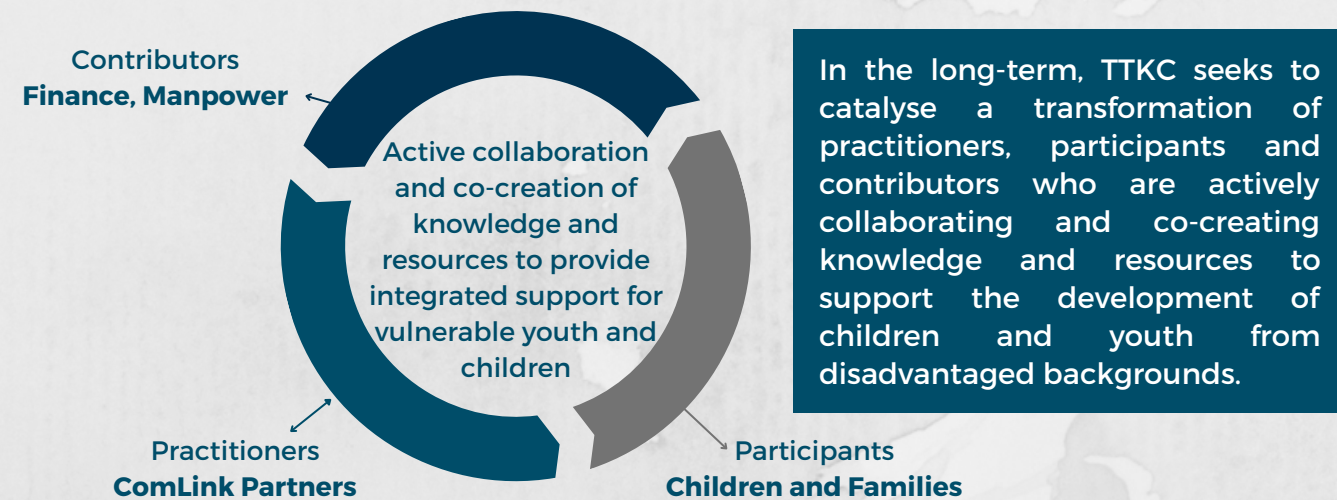 Contributors
Finance, Manpower
Active collaboration
and co-creation of
knowledge and
resources to provide
integrated support for
vulnerable youth and
children
Practitioners
ComLink Partners
Participants
Children and Families
In the long-term, TTKC seeks to
catalyse a transformation of
practitioners, participants and
contributors who are actively
collaborating and co-creating
knowledge and resources to
support the development of
children and youth from
disadvantaged backgrounds.